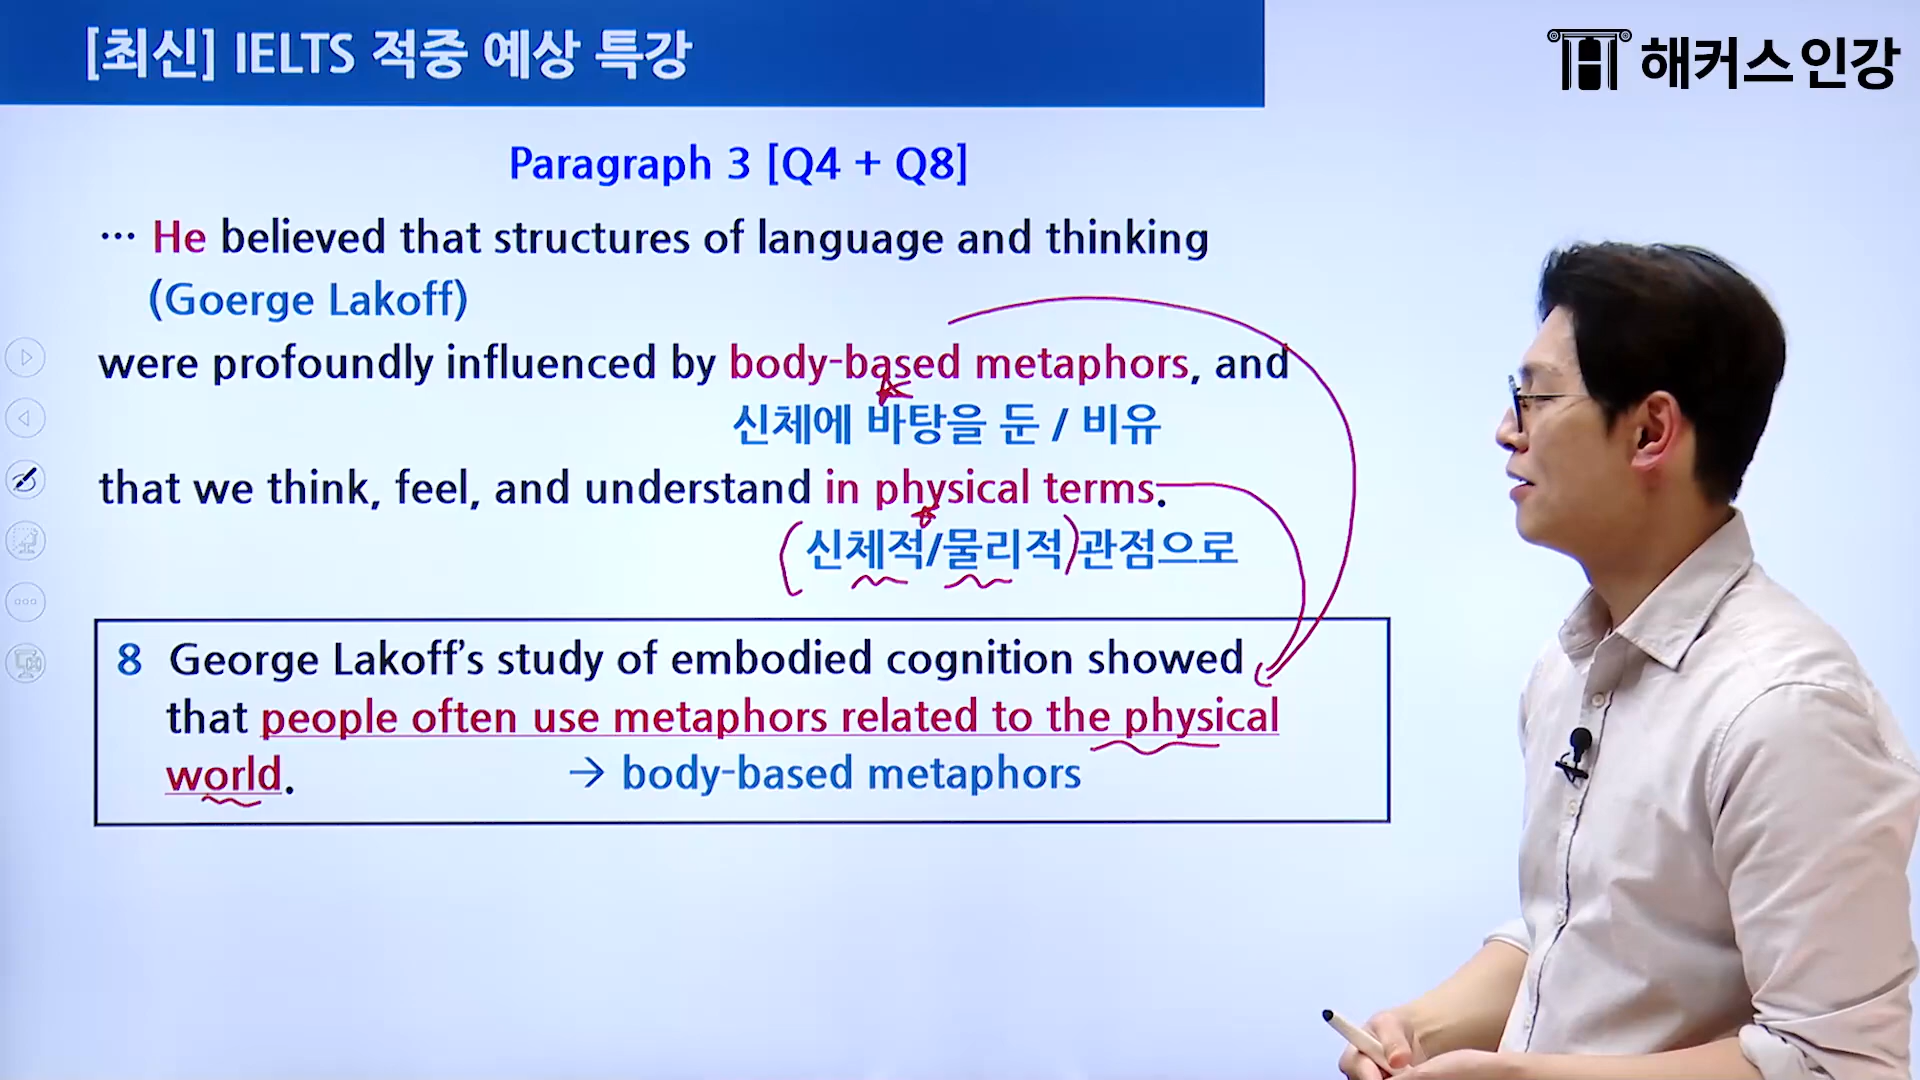 [최신] IELTS 적중 예상 특강
해커스인강
Paragraph 3 [Q4 + Q8]
… He believed that structures of language and thinking
(Goerge Lakoff)
were profoundly influenced by body-based metaphors, and
신체에 바탕을 둔 / 비유
that we think, feel, and understand in physical terms.
(신체적/물리적)관점으로
8 George Lakoff’s study of embodied cognition showed
that people often use metaphors related to the physical
world. → body-based metaphors